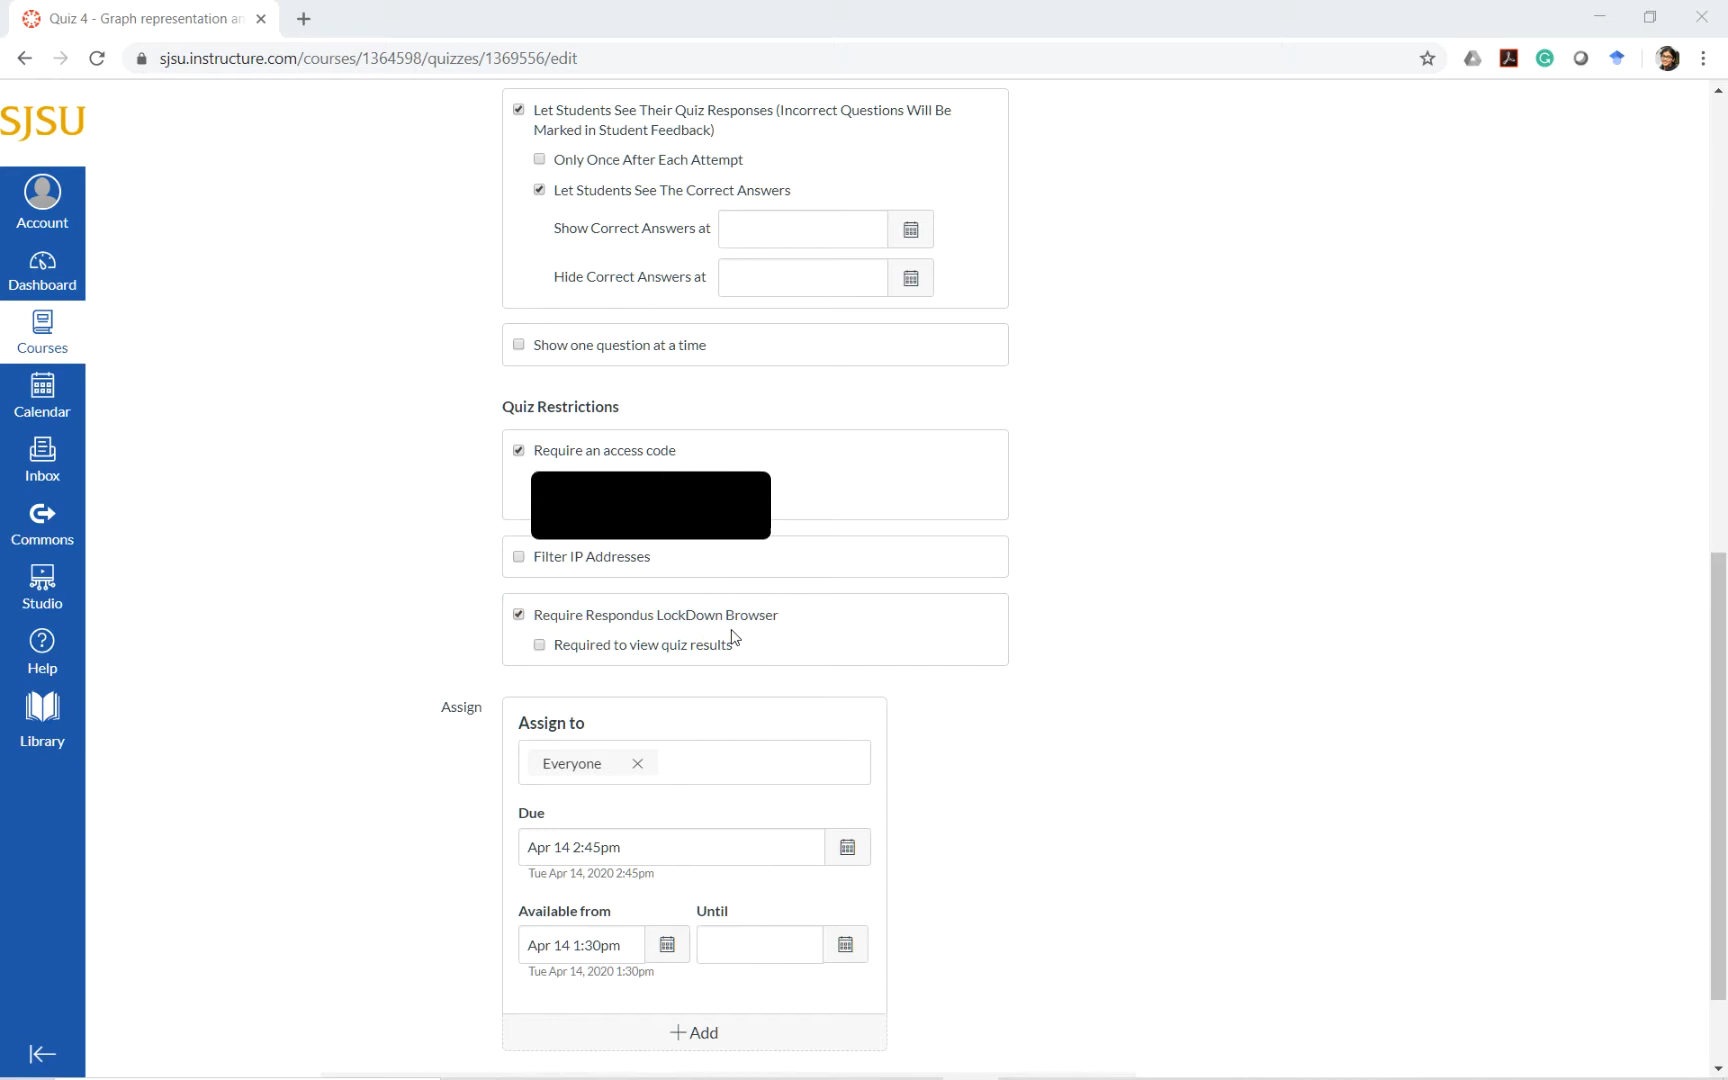 Quiz 4 - Graph representation an
sjsu.instructure.com/courses/1364598/quizzes/1369556/edit
SJSU
Account
Dashboard
Courses
Calendar
Inbox
Commons
Studio
Help
Library
Let Students See Their Quiz Responses (Incorrect Questions Will Be
Marked in Student Feedback)
Only Once After Each Attempt
Let Students See The Correct Answers
Show Correct Answers at
Hide Correct Answers at
Show one question at a time
Quiz Restrictions
Require an access code
Filter IP Addresses
Require Respondus LockDown Browser
Required to view quiz results
Assign
Assign to
Everyone
Due
Apr 14 2:45pm
Tue Apr 14, 2020 2:45pm
Available from Until
Apr 14 1:30pm
Tue Apr 14, 2020 1:30pm
+ Add